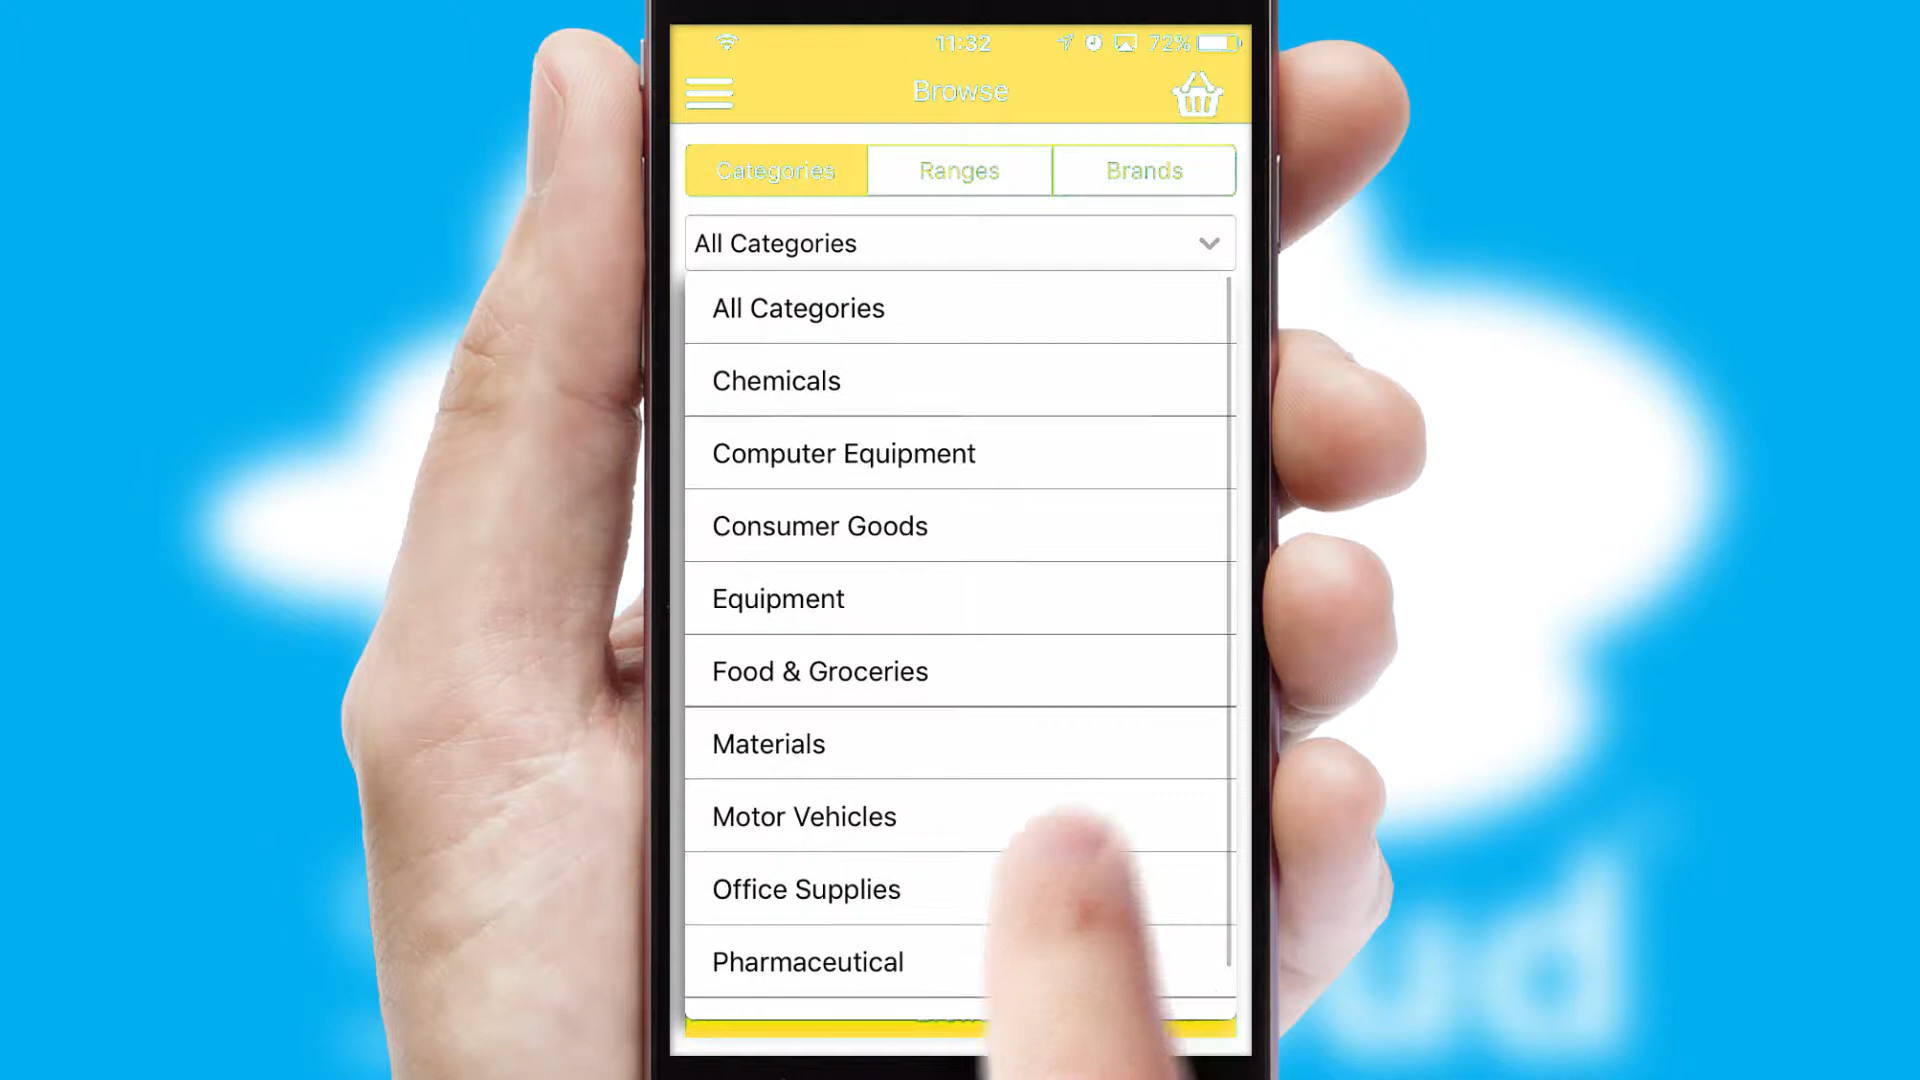 11:32
72%
Browse
Categories
Ranges
Brands
All Categories
All Categories
Chemicals
Computer Equipment
Consumer Goods
Equipment
Food & Groceries
Materials
Motor Vehicles
Office Supplies
Pharmaceutical